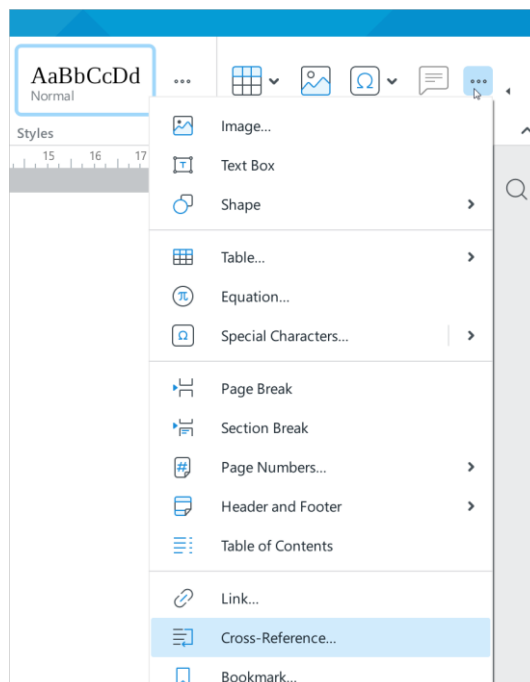 AaBbCcDd
Normal
Styles
15 16 17
Image...
Text Box
Shape
Table...
Equation...
Special Characters...
Page Break
Section Break
Page Numbers...
Header and Footer
Table of Contents
Link...
Cross-Reference...
Bookmark...